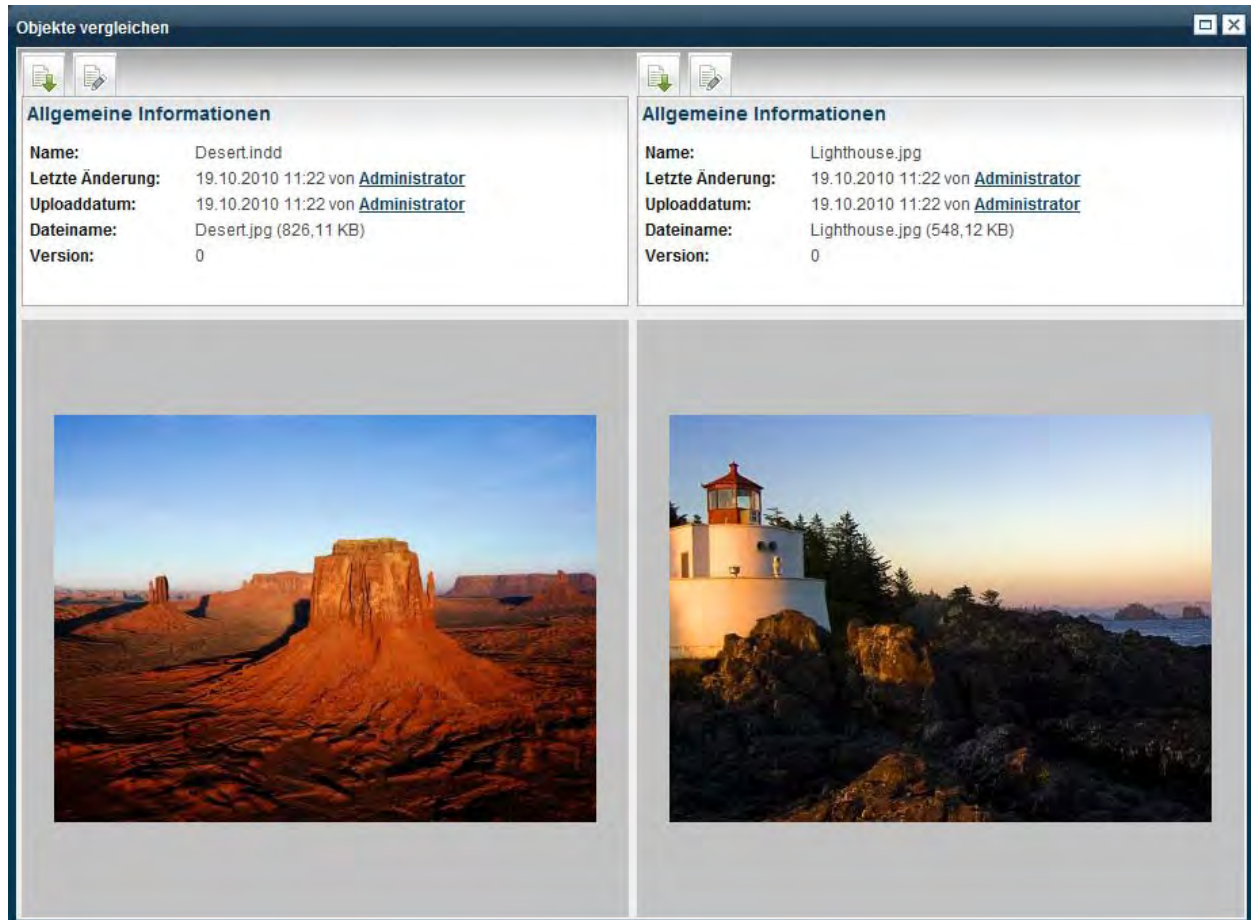 Objekte vergleichen
Allgemeine Informationen
Name: Desert.indd
Letzte Änderung: 19.10.2010 11:22 von Administrator
Uploaddatum: 19.10.2010 11:22 von Administrator
Dateiname: Desert.jpg (826,11 KB)
Version: 0
Allgemeine Informationen
Name: Lighthouse.jpg
Letzte Änderung: 19.10.2010 11:22 von Administrator
Uploaddatum: 19.10.2010 11:22 von Administrator
Dateiname: Lighthouse.jpg (548,12 KB)
Version: 0